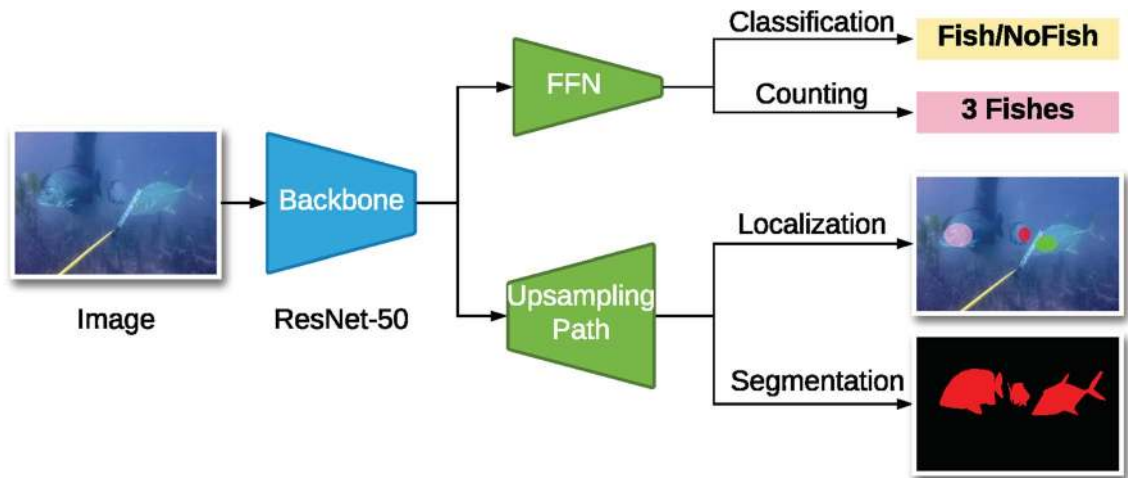 Classification
Fish/NoFish
FFN
Counting
3 Fishes
Backbone
Localization
Image
ResNet-50
Upsampling
Path
Segmentation